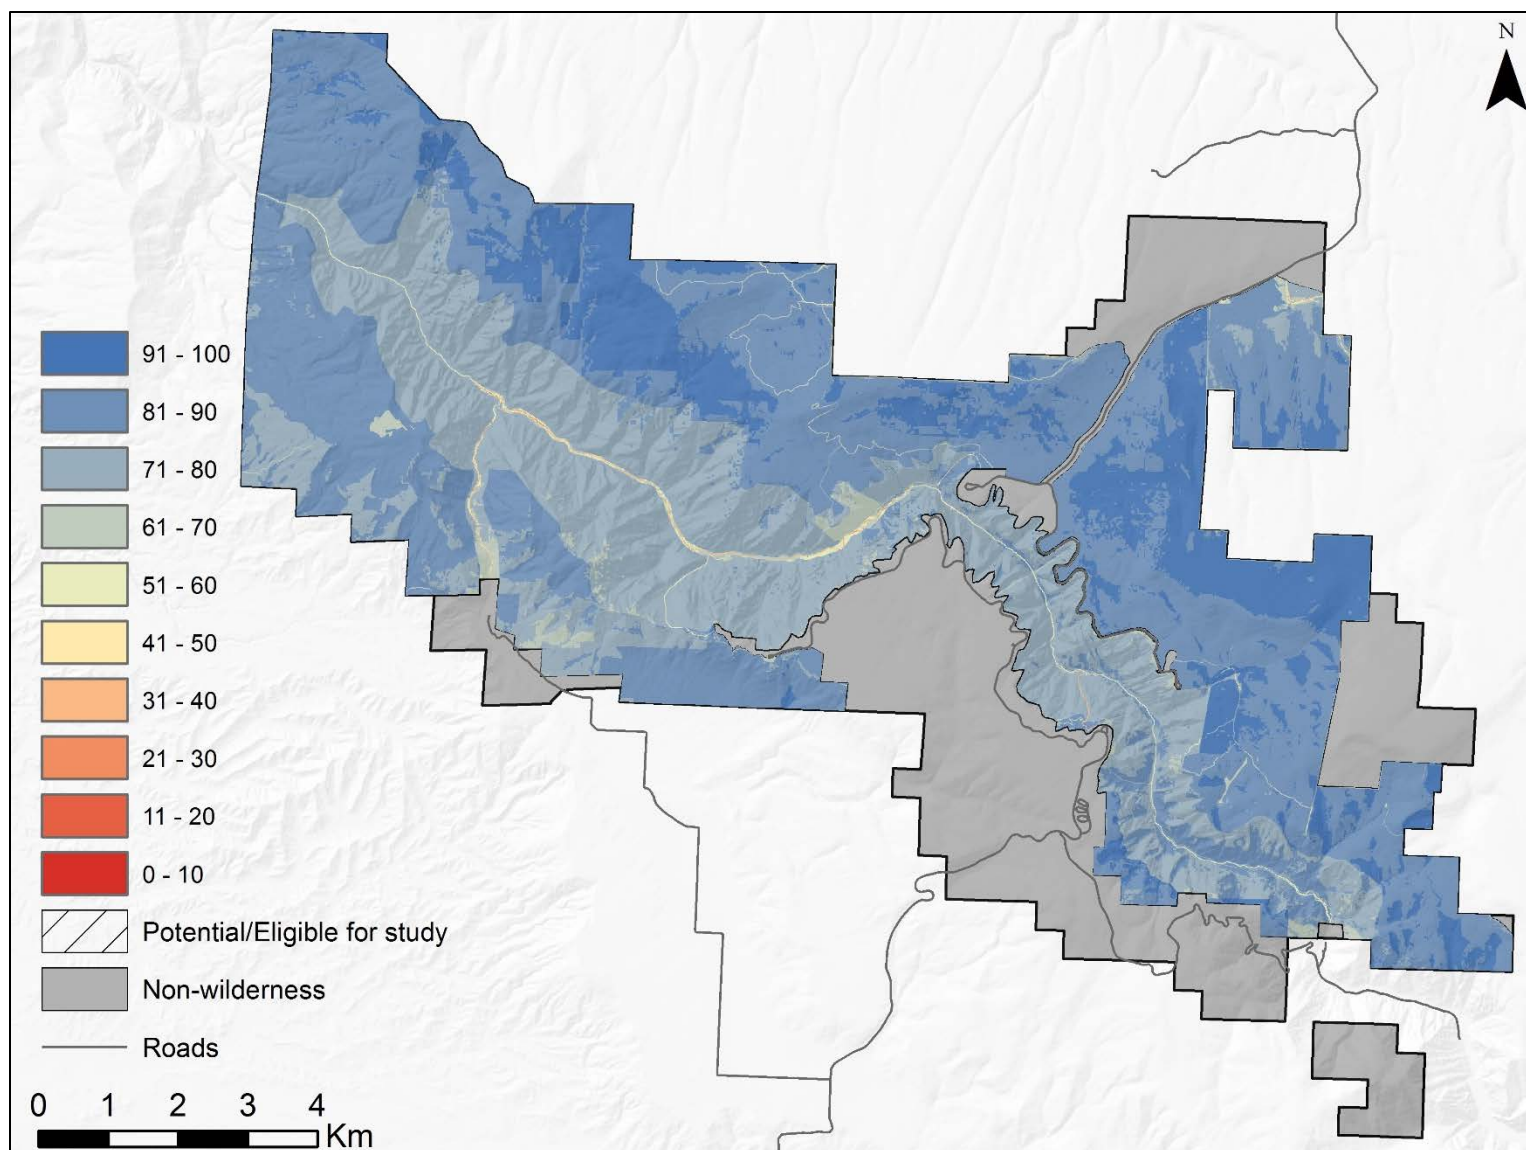 N
91 - 100
81 - 90
71 - 80
61 - 70
51 - 60
41 - 50
31 - 40
21 - 30
11 - 20
0 - 10
Potential/Eligible for study
Non-wilderness
Roads
0 1 2 3 4
Km